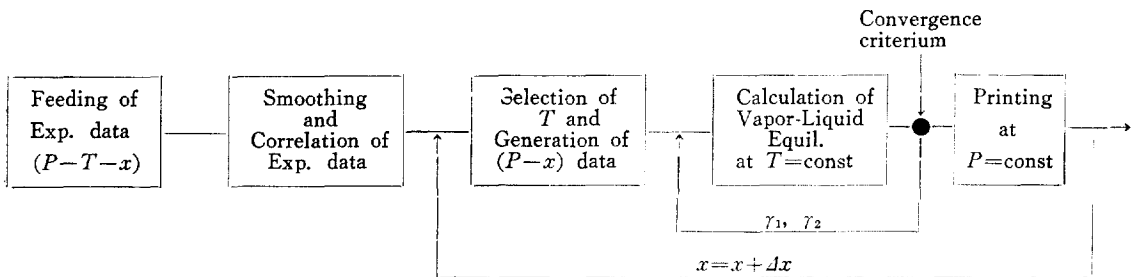 Convergence
criterium
Feeding of
Exp. data
(P−T−x)
Smoothing
and
Correlation of
Exp. data
Selection of
T and
Generation of
(P−x) data
Calculation of
Vapor-Liquid
Equil.
at T=const
Printing
at
P=const
γ1, γ2
x=x+Δx